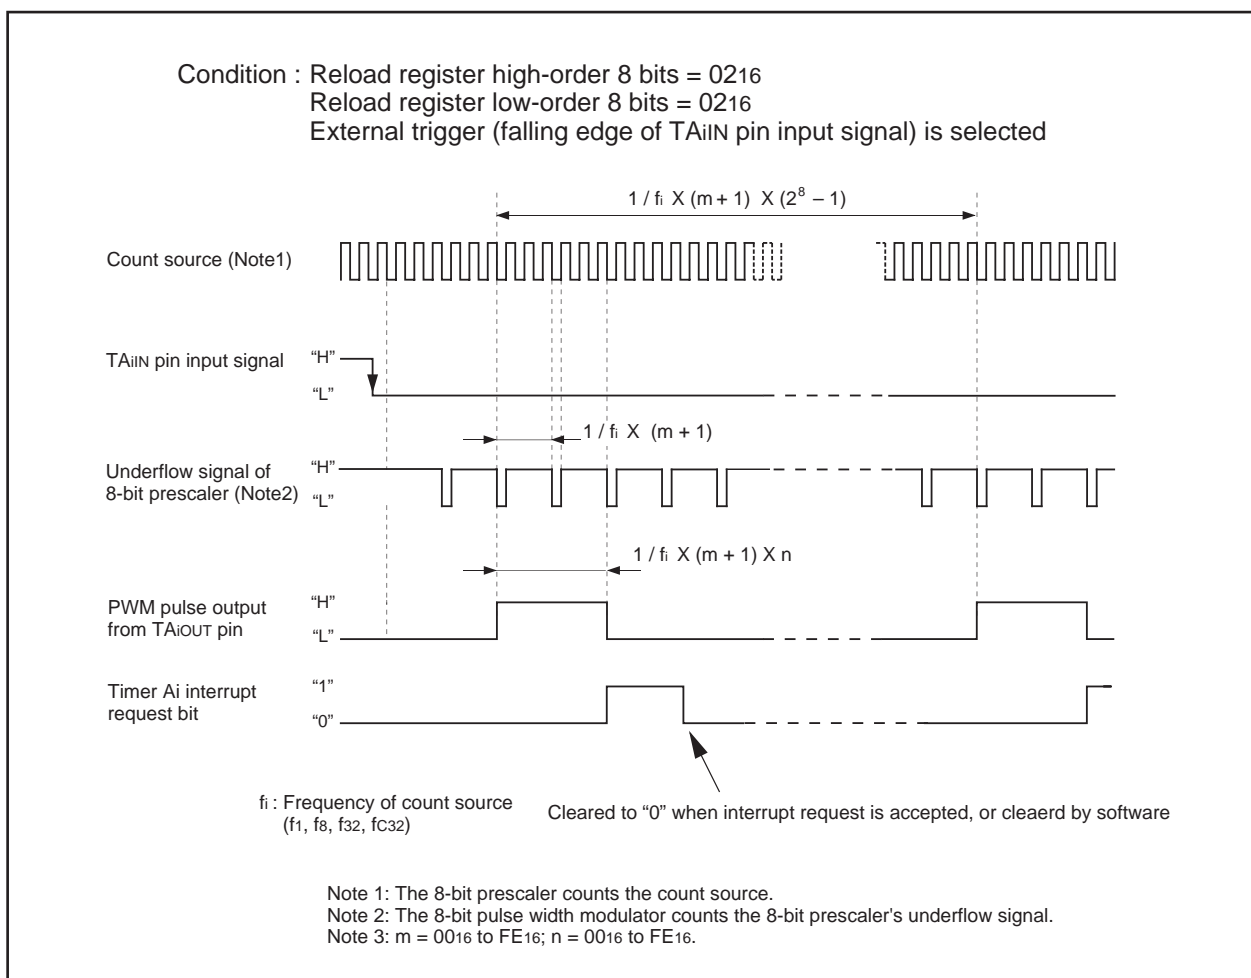 Condition : Reload register high-order 8 bits = 0216
Reload register low-order 8 bits = 0216
External trigger (falling edge of TAiIN pin input signal) is selected
1 / fi X (m + 1) X (2⁸ – 1)
Count source (Note1)
TAiIN pin input signal
“H”
“L”
1 / fi X (m + 1)
Underflow signal of
8-bit prescaler (Note2)
“H”
“L”
1 / fi X (m + 1) X n
PWM pulse output
from TAiOUT pin
“H”
“L”
Timer Ai interrupt
request bit
“1”
“0”
fi : Frequency of count source
(f1, f8, f32, fC32)
Cleared to “0” when interrupt request is accepted, or cleaerd by software
Note 1: The 8-bit prescaler counts the count source.
Note 2: The 8-bit pulse width modulator counts the 8-bit prescaler's underflow signal.
Note 3: m = 0016 to FE16; n = 0016 to FE16.